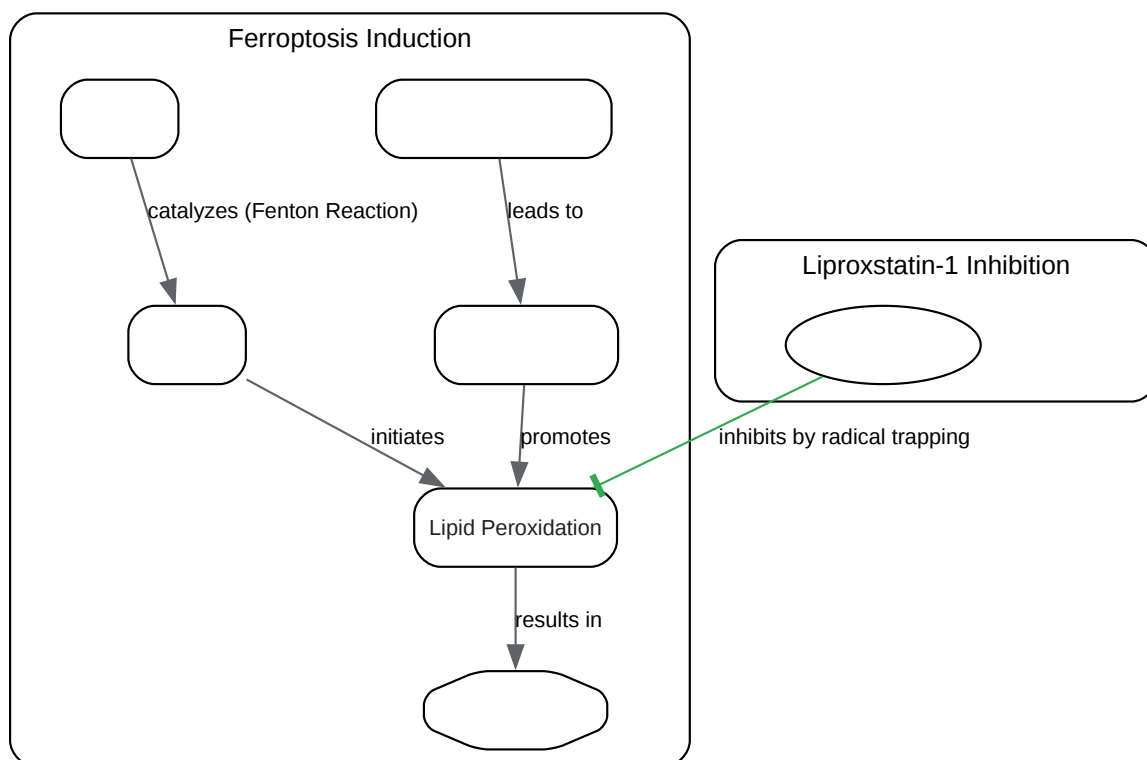 Ferroptosis Induction
catalyzes (Fenton Reaction)
leads to
Liproxstatin-1 Inhibition
initiates
promotes
inhibits by radical trapping
Lipid Peroxidation
results in